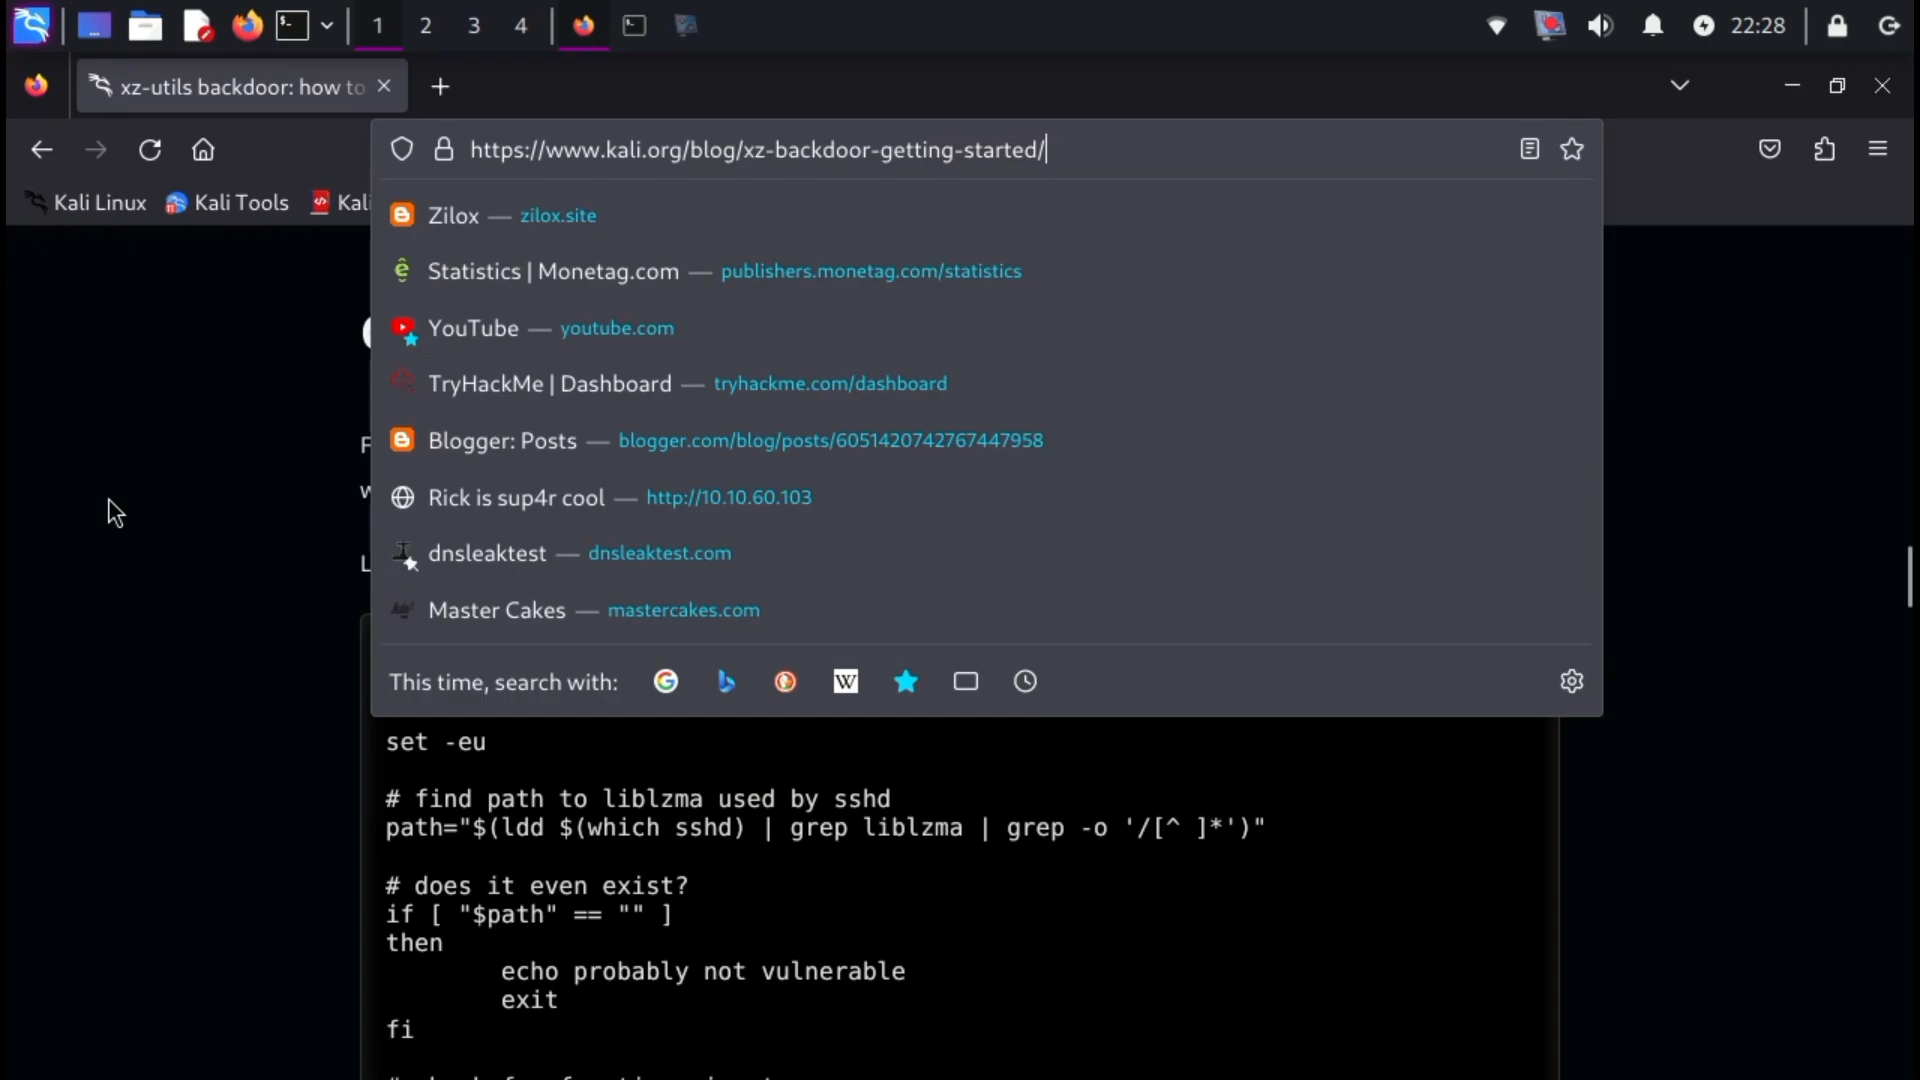 1 2 3 4 22:28
xz-utils backdoor: how to
https://www.kali.org/blog/xz-backdoor-getting-started/
Kali Linux Kali Tools Kali
Zilox — zilox.site
Statistics | Monetag.com — publishers.monetag.com/statistics
YouTube — youtube.com
TryHackMe | Dashboard — tryhackme.com/dashboard
Blogger: Posts — blogger.com/blog/posts/6051420742767447958
Rick is sup4r cool — http://10.10.60.103
dnsleaktest — dnsleaktest.com
Master Cakes — mastercakes.com
This time, search with:
set -eu
# find path to liblzma used by sshd
path="$(ldd $(which sshd) | grep liblzma | grep -o '/[^ ]*')"
# does it even exist?
if [ "$path" == "" ]
then
echo probably not vulnerable
exit
fi